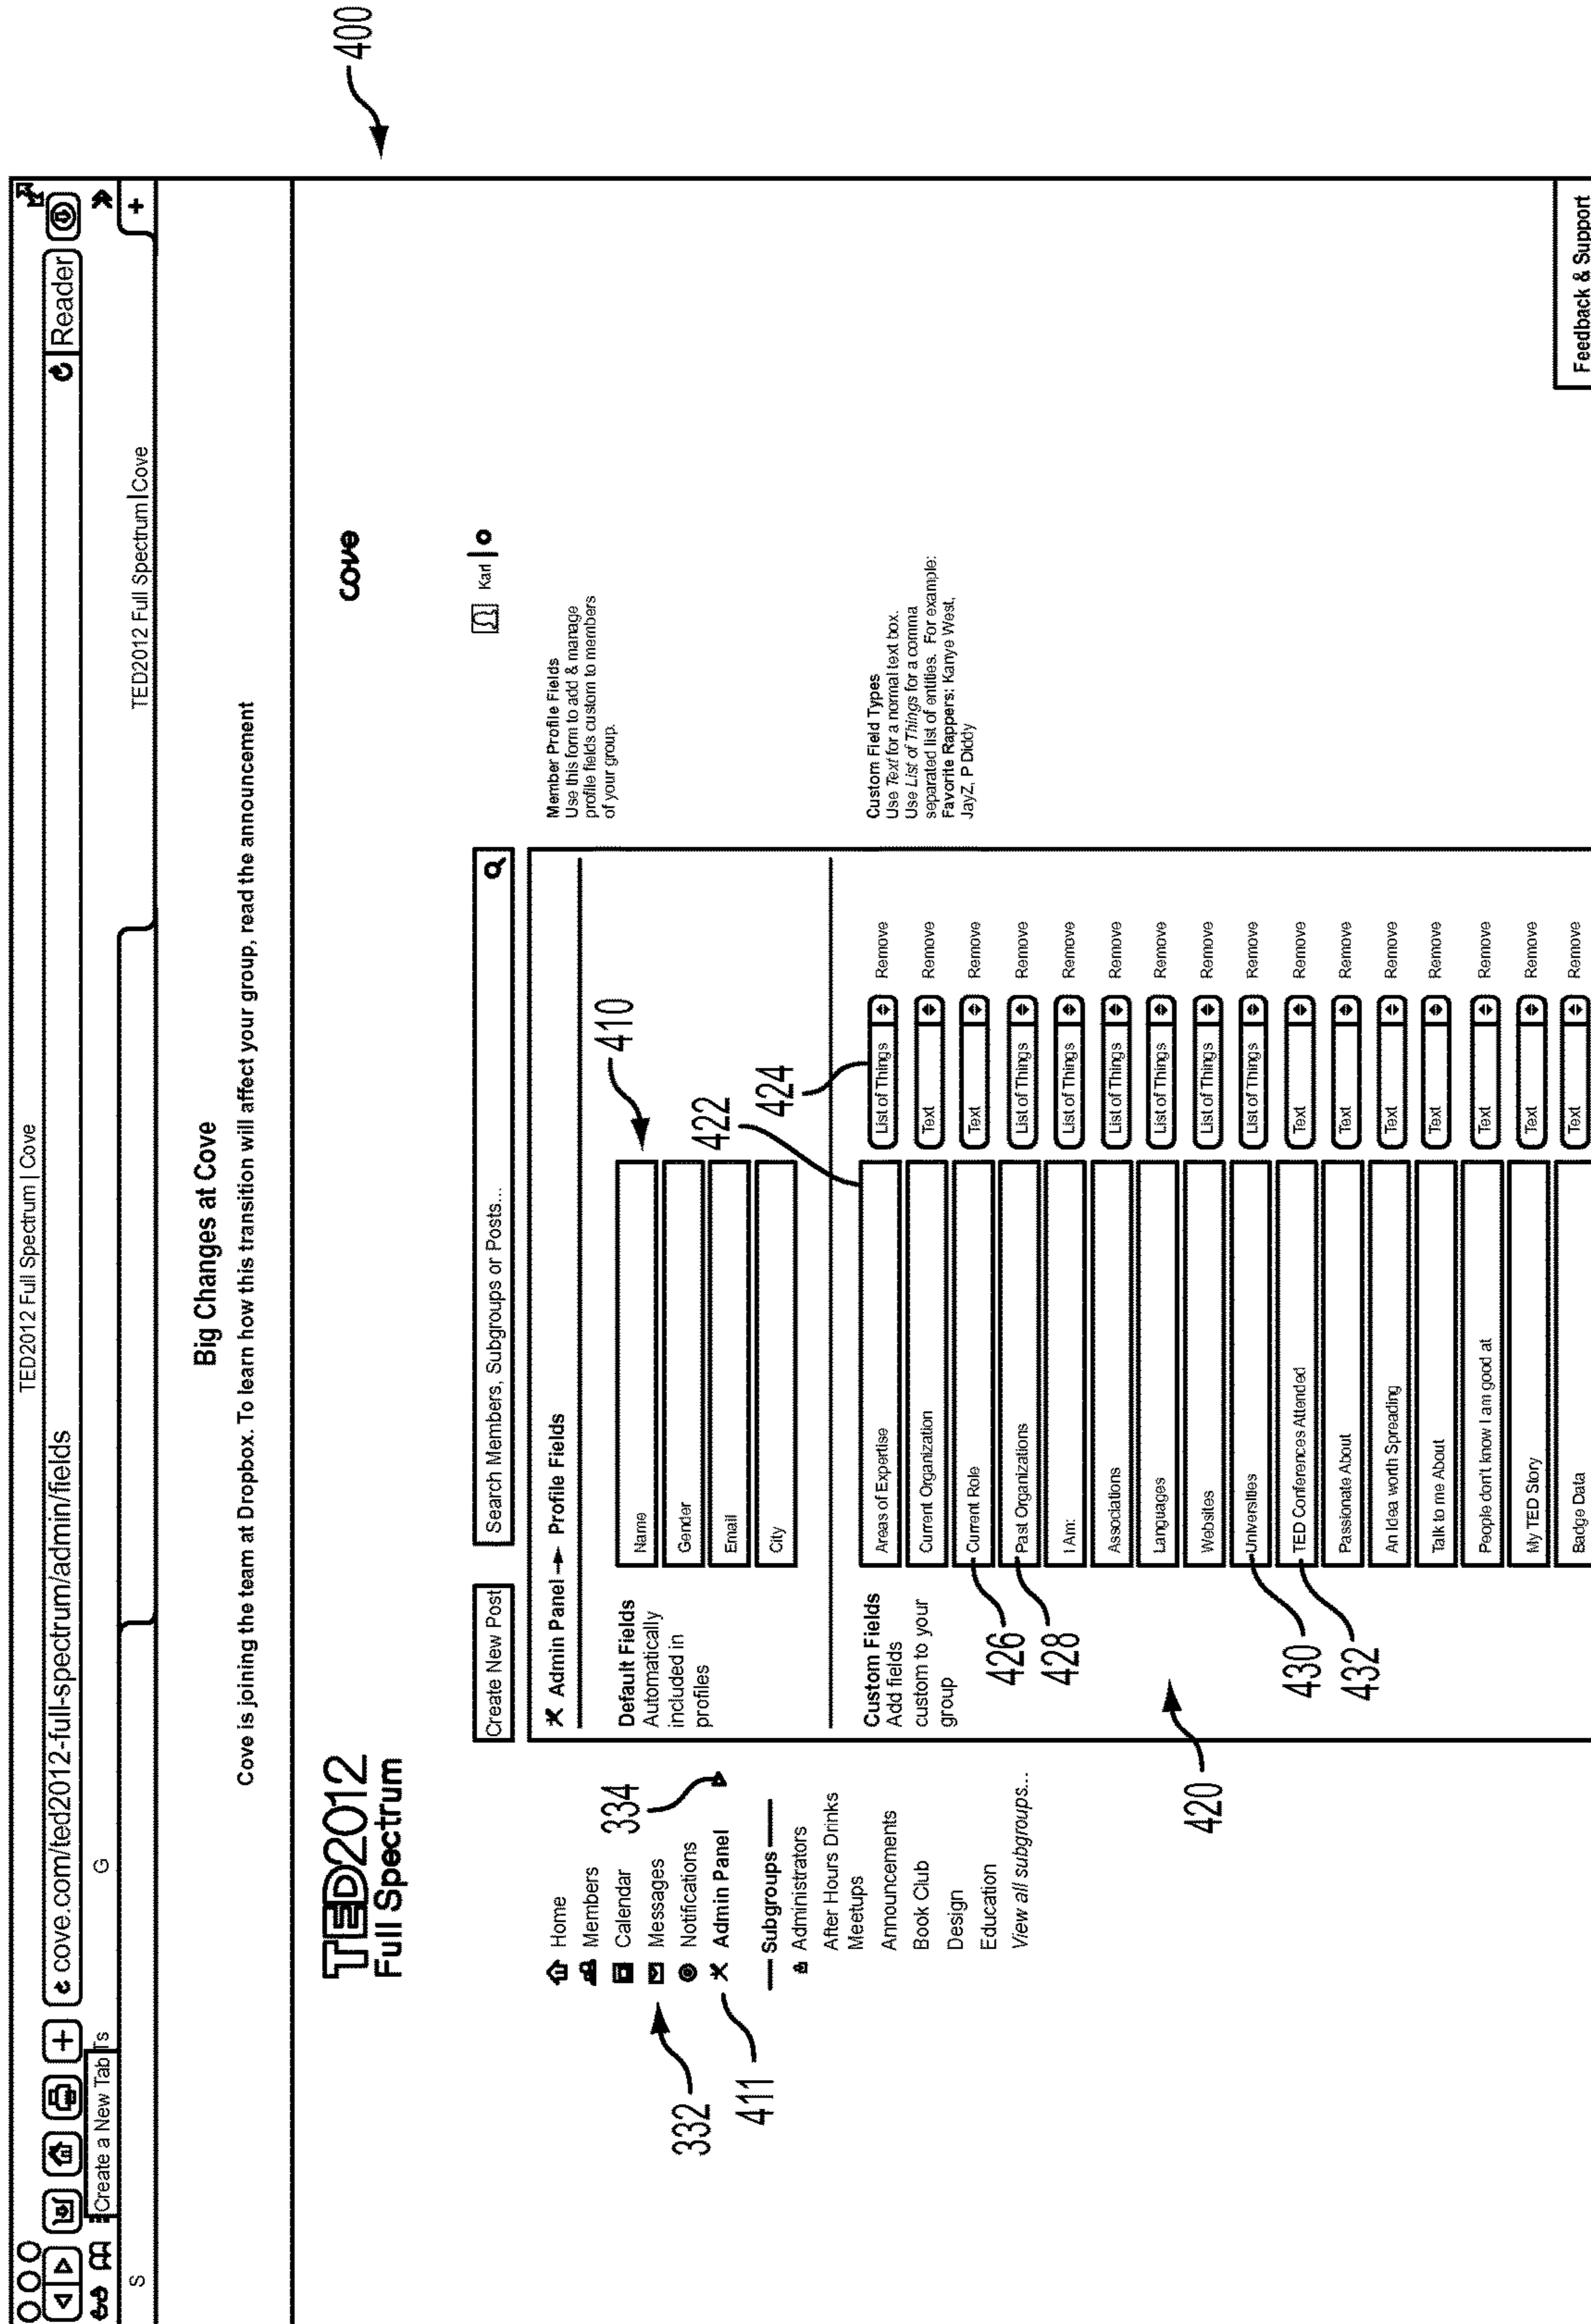 TED2012 Full Spectrum | Cove
cove.com/ted2012-full-spectrum/admin/fields
Reader
Create a New Tab Ts
G
S
TED2012 Full Spectrum|Cove
+
Big Changes at Cove
Cove is joining the team at Dropbox. To learn how this transition will affect your group, read the announcement
400
TED2012
Full Spectrum
cove
Create New Post
Search Members, Subgroups or Posts...
Karl
Home
Members
Calendar
Messages
Notifications
Admin Panel
332
334
411
Subgroups
Administrators
After Hours Drinks
Meetups
Announcements
Book Club
Design
Education
View all subgroups...
Admin Panel → Profile Fields
Default Fields
Automatically
included in
profiles
Name
Gender
Email
City
410
422
424
Custom Fields
Add fields
custom to your
group
426
428
430
432
420
Areas of Expertise List of Things Remove
Current Organization Text Remove
Current Role Text Remove
Past Organizations List of Things Remove
I Am: List of Things Remove
Associations List of Things Remove
Languages List of Things Remove
Websites List of Things Remove
Universities List of Things Remove
TED Conferences Attended Text Remove
Passionate About Text Remove
An Idea worth Spreading Text Remove
Talk to me About Text Remove
People don't know I am good at Text Remove
My TED Story Text Remove
Badge Data Text Remove
Member Profile Fields
Use this form to add & manage
profile fields custom to members
of your group.
Custom Field Types
Use Text for a normal text box.
Use List of Things for a comma
separated list of entities. For example:
Favorite Rappers: Kanye West,
JayZ, P Diddy
Feedback & Support